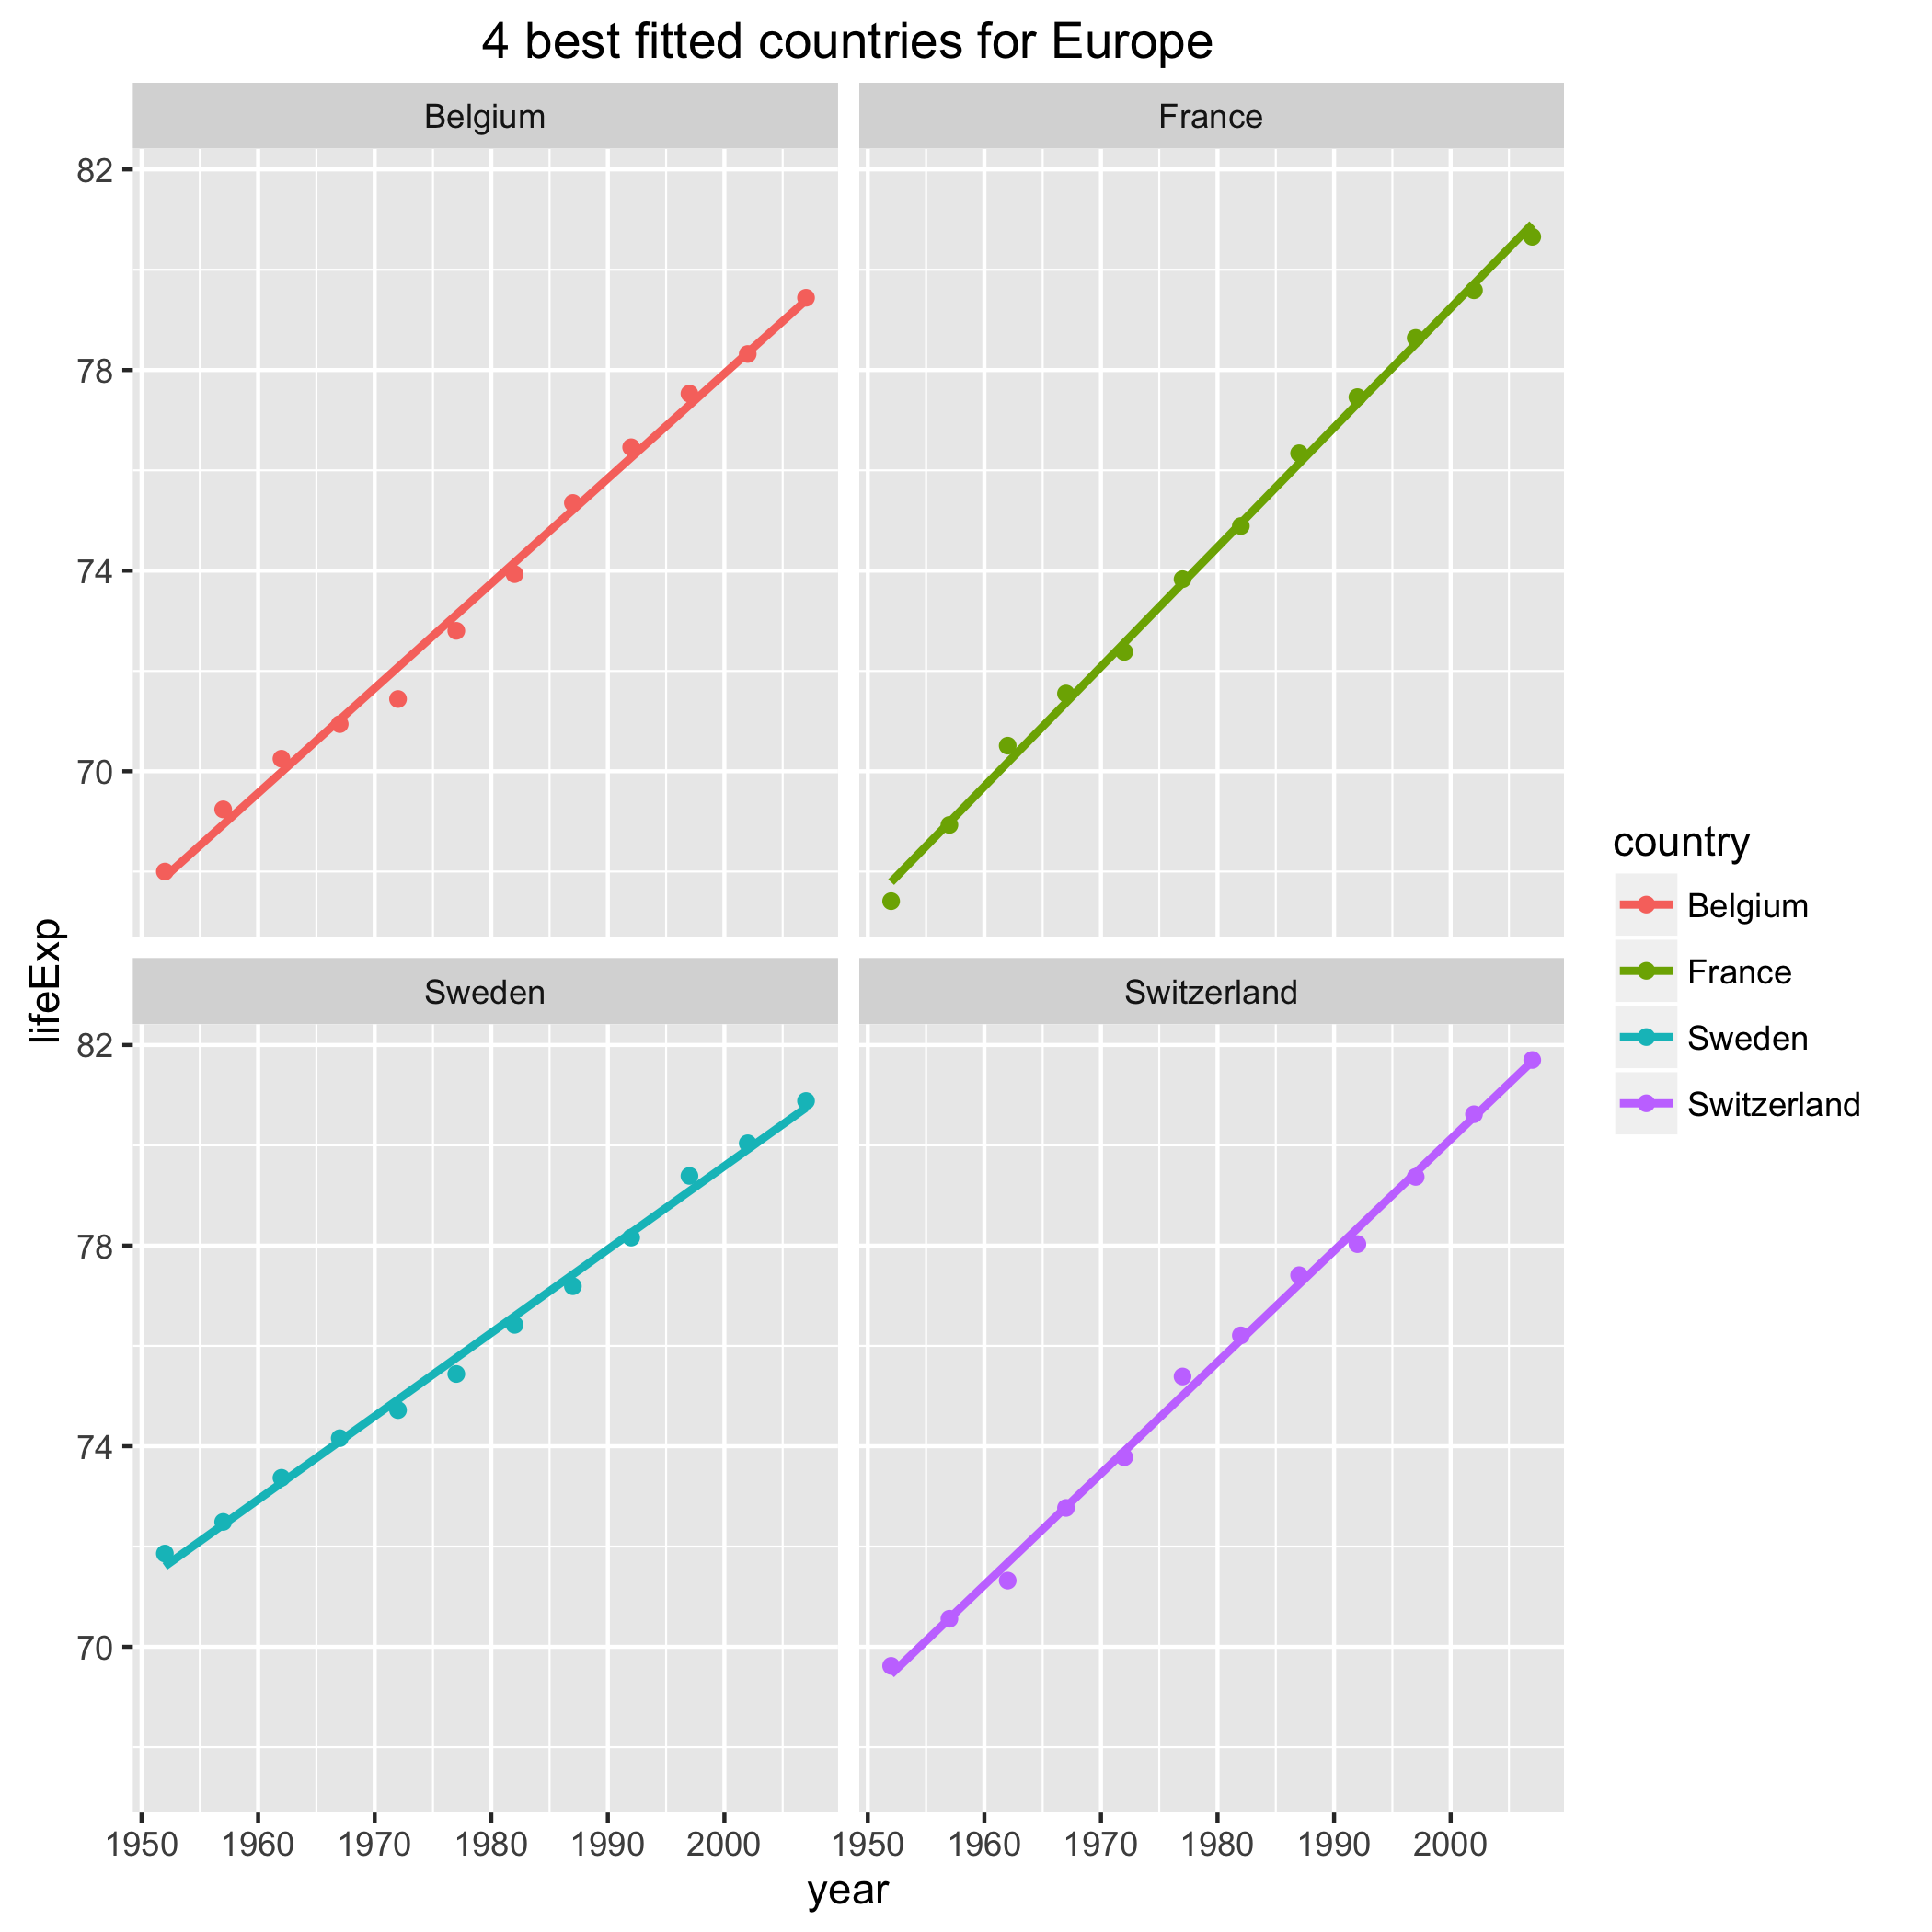 4 best fitted countries for Europe
Belgium
France
82
78
74
70
Sweden
Switzerland
82
78
74
70
1950 1960 1970 1980 1990 2000
1950 1960 1970 1980 1990 2000
year
lifeExp
country
Belgium
France
Sweden
Switzerland